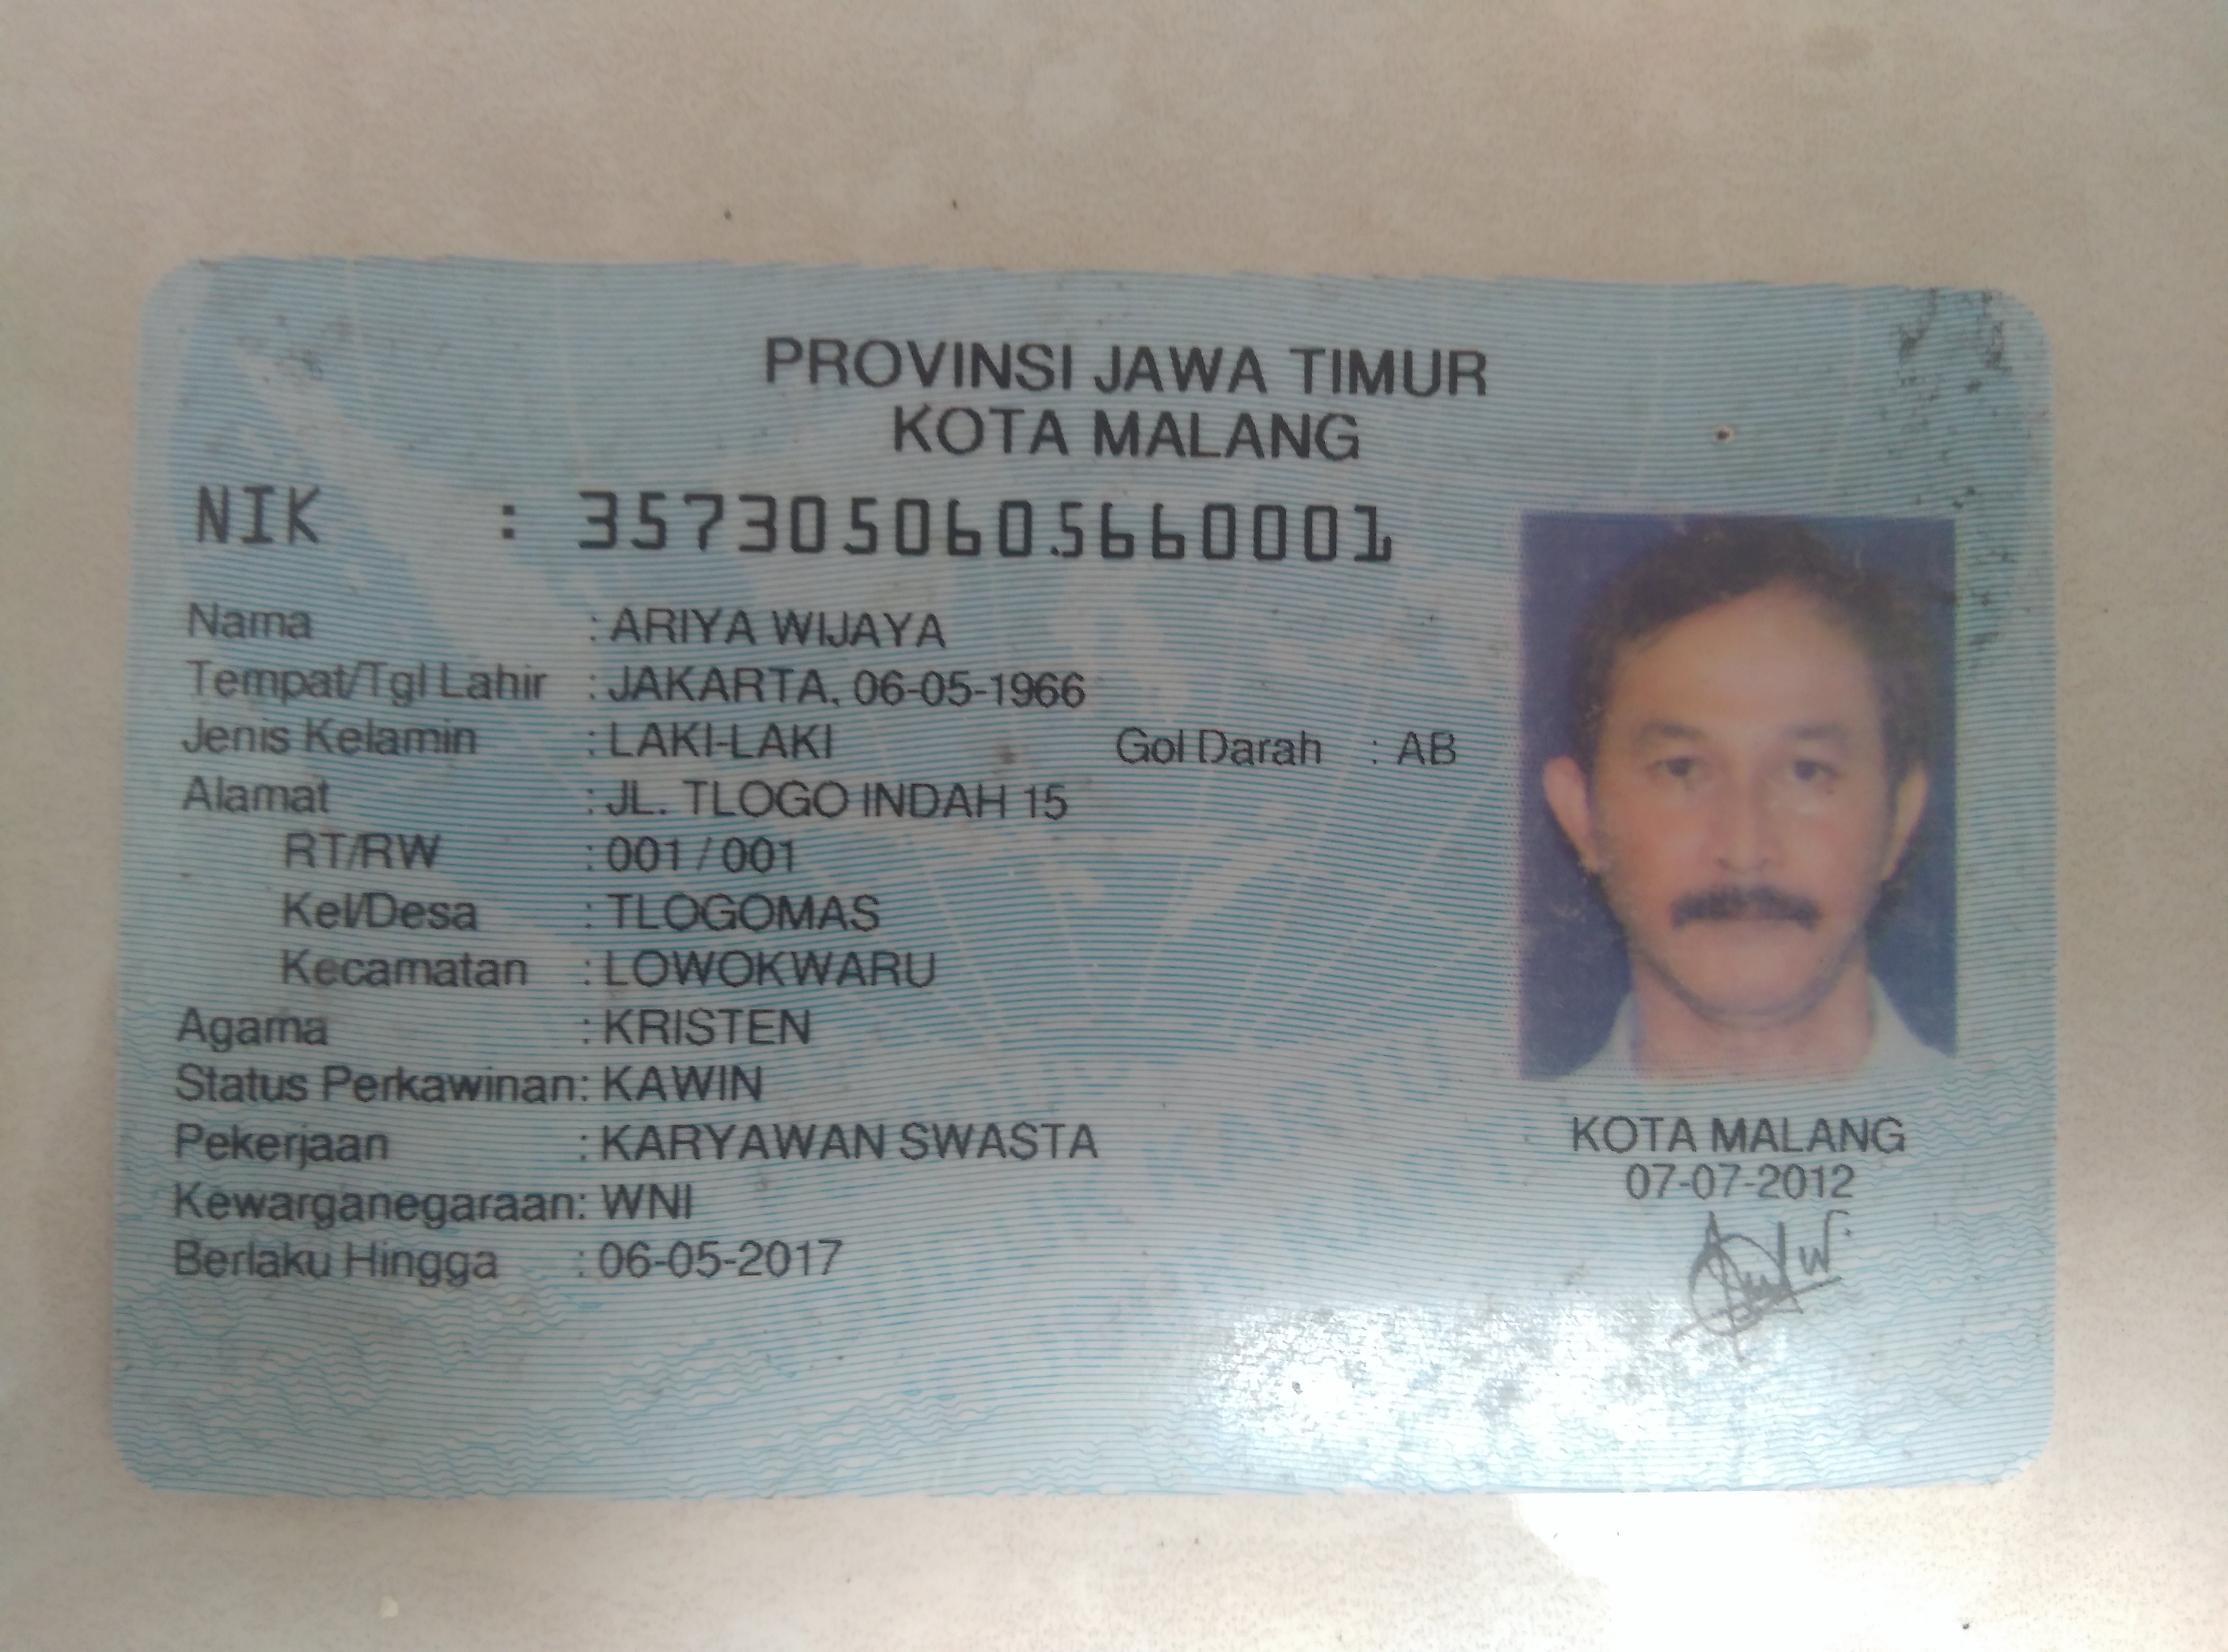 PROVINSI JAWA TIMUR
KOTA MALANG
NIK : 3573050605660001
Nama : ARIYA WIJAYA
Tempat/Tgl Lahir : JAKARTA, 06-05-1966
Jenis Kelamin : LAKI-LAKI Gol Darah : AB
Alamat : JL. TLOGO INDAH 15
RT/RW : 001 / 001
Kel/Desa : TLOGOMAS
Kecamatan : LOWOKWARU
Agama : KRISTEN
Status Perkawinan: KAWIN
Pekerjaan : KARYAWAN SWASTA
Kewarganegaraan: WNI
Berlaku Hingga : 06-05-2017
KOTA MALANG
07-07-2012